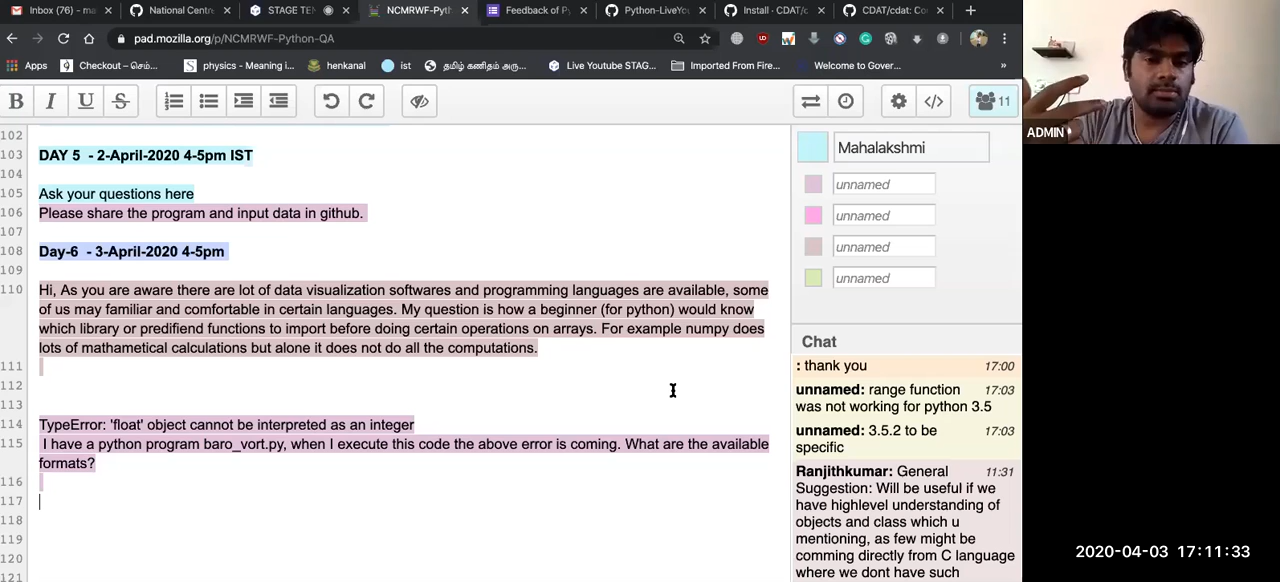 Inbox (16) - ma
National Centre
STAGE TEN
NCMRWF-Pyth
Feedback of Py
Python-LiveYou
Install · CDAT/c
CDAT/cdat: Co
pad.mozilla.org/p/NCMRWF-Python-QA
Apps
Checkout – செம்...
physics - Meaning i...
henkanal
ist
தமிழ் கணிதம் அரு...
Live Youtube STAG...
Imported From Fire...
Welcome to Gover...
»
B I U S
11
102
103 DAY 5 - 2-April-2020 4-5pm IST
104
105 Ask your questions here
106 Please share the program and input data in github.
107
108 Day-6 - 3-April-2020 4-5pm
109
110 Hi, As you are aware there are lot of data visualization softwares and programming languages are available, some
of us may familiar and comfortable in certain languages. My question is how a beginner (for python) would know
which library or predifiend functions to import before doing certain operations on arrays. For example numpy does
lots of mathametical calculations but alone it does not do all the computations.
111
112
113
114 TypeError: 'float' object cannot be interpreted as an integer
115 I have a python program baro_vort.py, when I execute this code the above error is coming. What are the available
formats?
116
117
118
119
120
121
Mahalakshmi
unnamed
unnamed
unnamed
unnamed
Chat
: thank you 17:00
unnamed: range function 17:03
was not working for python 3.5
unnamed: 3.5.2 to be 17:03
specific
Ranjithkumar: General 11:31
Suggestion: Will be useful if we
have highlevel understanding of
objects and class which u
mentioning, as few might be
comming directly from C language
where we dont have such
ADMIN
2020-04-03 17:11:33